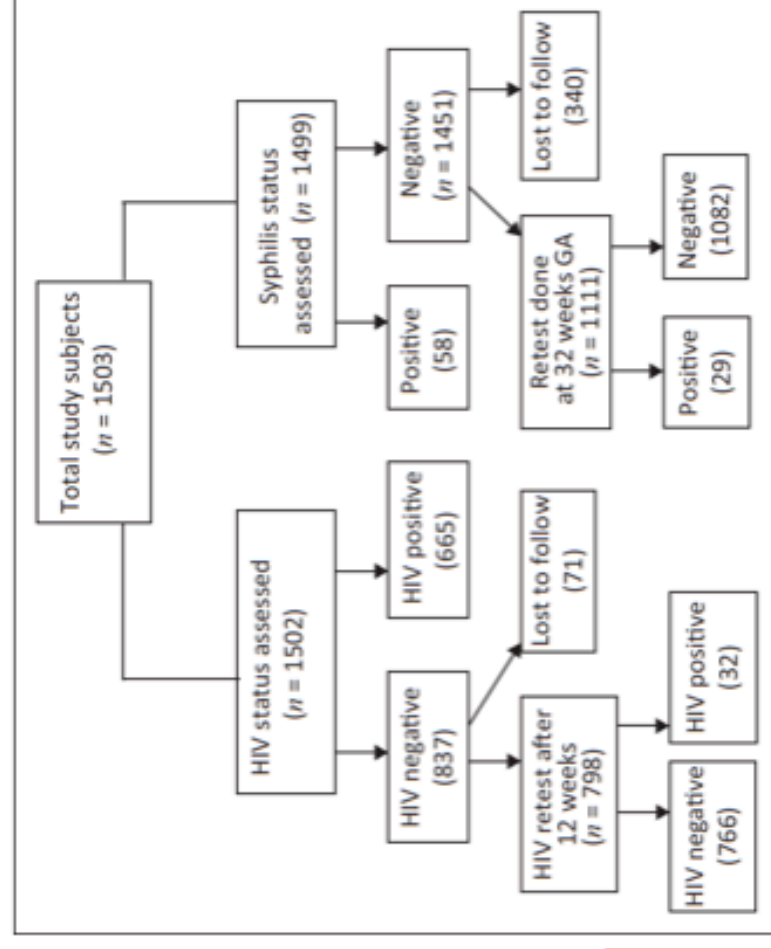 Total study subjects
(n = 1503)
HIV status assessed
(n = 1502)
Syphilis status
assessed (n = 1499)
HIV negative
(837)
HIV positive
(665)
Positive
(58)
Negative
(n = 1451)
HIV retest after
12 weeks
(n = 798)
Lost to follow
(71)
Retest done
at 32 weeks GA
(n = 1111)
Lost to follow
(340)
HIV negative
(766)
HIV positive
(32)
Positive
(29)
Negative
(1082)